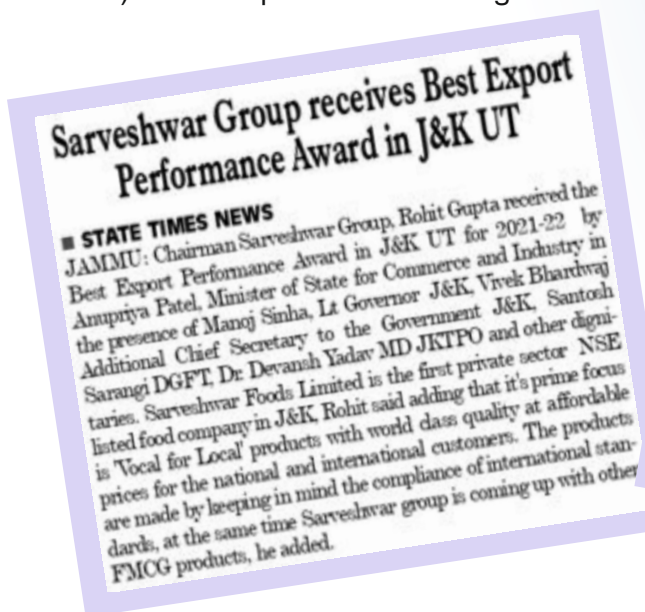 Sarveshwar Group receives Best Export
Performance Award in J&K UT
■ STATE TIMES NEWS
JAMMU: Chairman Sarveshwar Group, Rohit Gupta received the
Best Export Performance Award in J&K UT for 2021-22 by
Anupriya Patel, Minister of State for Commerce and Industry in
the presence of Manoj Sinha, Lt Governor J&K, Vivek Bhardwaj
Additional Chief Secretary to the Government J&K, Santosh
Sarangi DGFT, Dr. Devansh Yadav MD JKTPO and other digni-
taries. Sarveshwar Foods Limited is the first private sector NSE
listed food company in J&K, Rohit said adding that it's prime focus
is 'Vocal for Local' products with world class quality at affordable
prices for the national and international customers. The products
are made by keeping in mind the compliance of international stan-
dards, at the same time Sarveshwar group is coming up with other
FMCG products, he added.